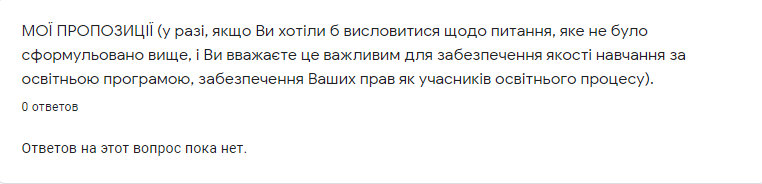 МОЇ ПРОПОЗИЦІЇ (у разі, якщо Ви хотіли б висловитися щодо питання, яке не було
сформульовано вище, і Ви вважаєте це важливим для забезпечення якості навчання за
освітньою програмою, забезпечення Ваших прав як учасників освітнього процесу).
0 ответов
Ответов на этот вопрос пока нет.